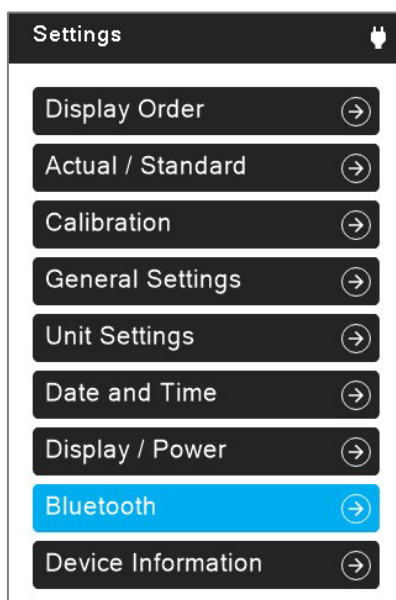 Settings
Display Order
Actual / Standard
Calibration
General Settings
Unit Settings
Date and Time
Display / Power
Bluetooth
Device Information